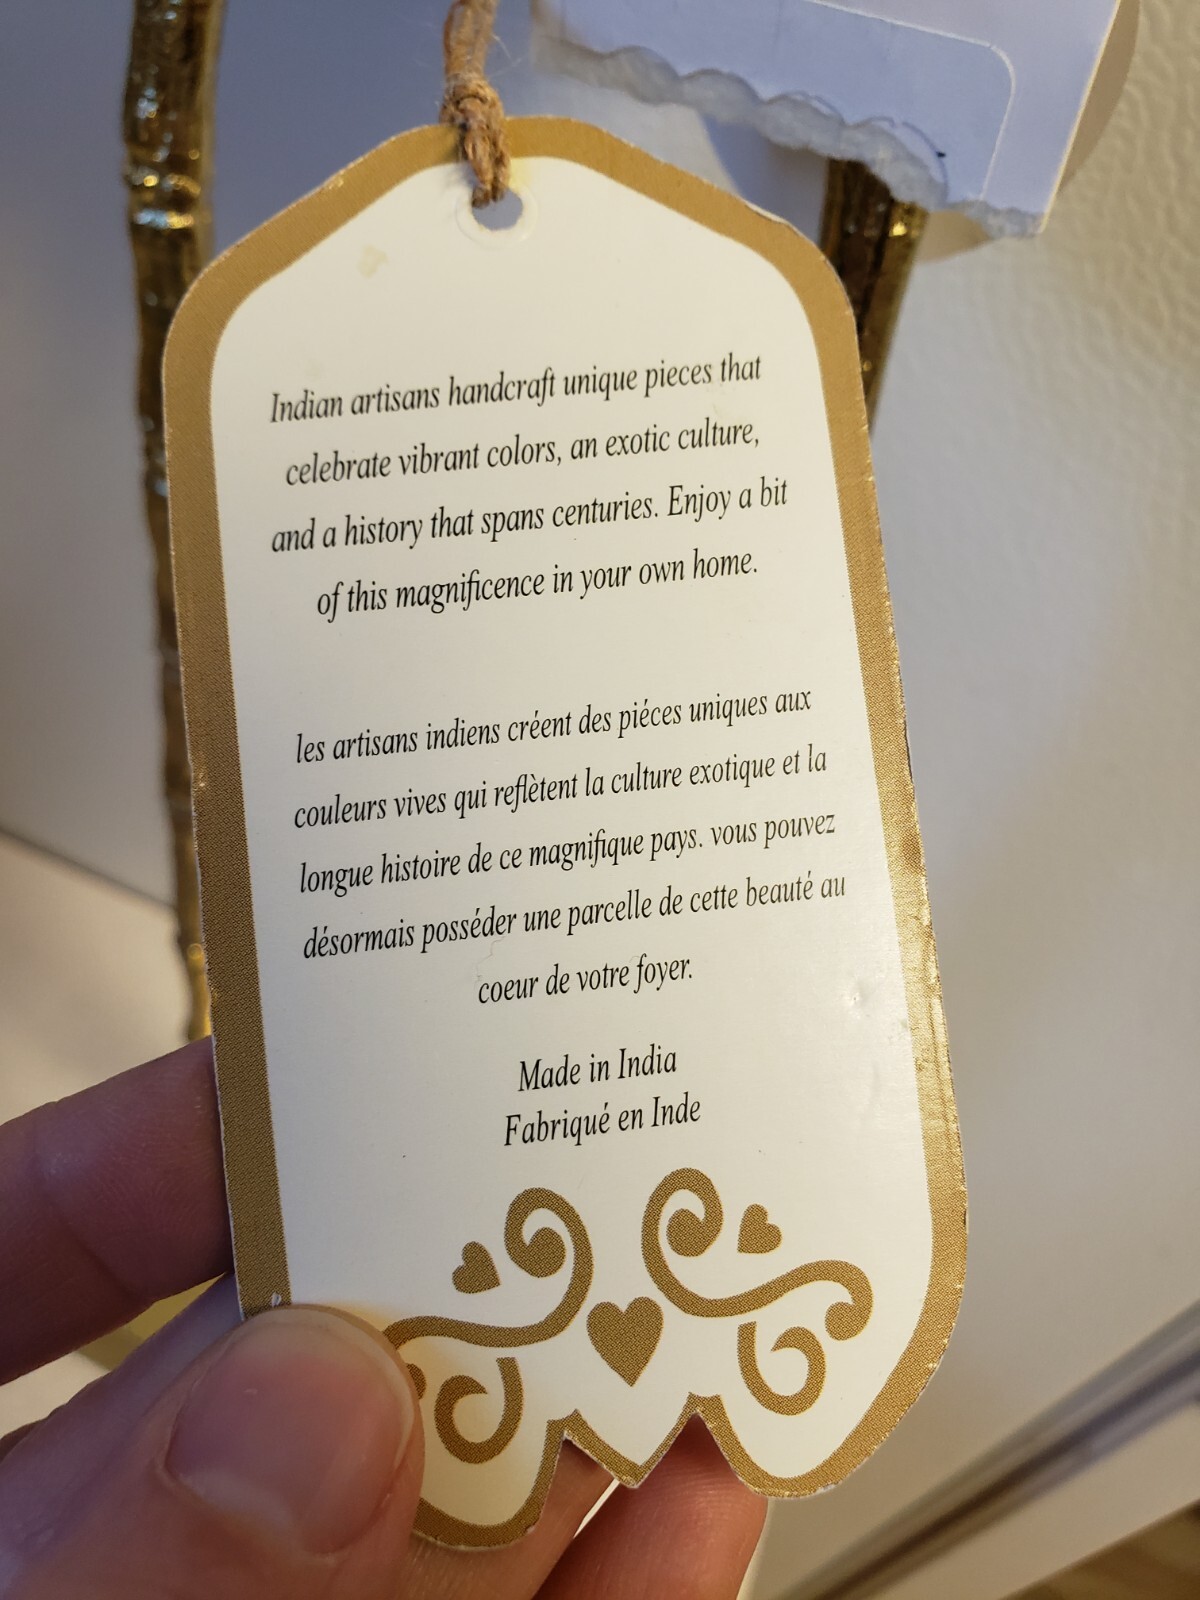 Indian artisans handcraft unique pieces that
celebrate vibrant colors, an exotic culture,
and a history that spans centuries. Enjoy a bit
of this magnificence in your own home.
les artisans indiens créent des piéces uniques aux
couleurs vives qui reflètent la culture exotique et la
longue histoire de ce magnifique pays. vous pouvez
désormais posséder une parcelle de cette beauté au
coeur de votre foyer.
Made in India
Fabriqué en Inde